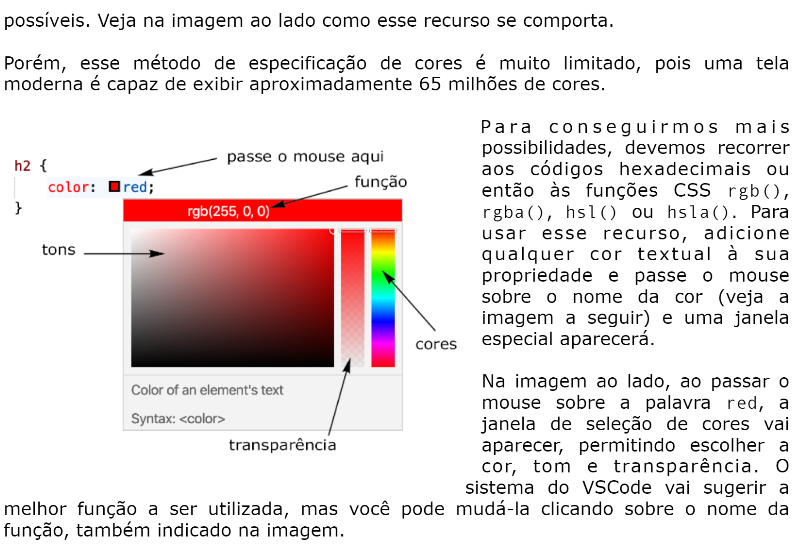 possíveis. Veja na imagem ao lado como esse recurso se comporta.
Porém, esse método de especificação de cores é muito limitado, pois uma tela
moderna é capaz de exibir aproximadamente 65 milhões de cores.
h2 {
color: red;
}
passe o mouse aqui
função
rgb(255, 0, 0)
tons
cores
Color of an element's text
Syntax: <color>
transparência
Para conseguirmos mais
possibilidades, devemos recorrer
aos códigos hexadecimais ou
então às funções CSS rgb(),
rgba(), hsl() ou hsla(). Para
usar esse recurso, adicione
qualquer cor textual à sua
propriedade e passe o mouse
sobre o nome da cor (veja a
imagem a seguir) e uma janela
especial aparecerá.
Na imagem ao lado, ao passar o
mouse sobre a palavra red, a
janela de seleção de cores vai
aparecer, permitindo escolher a
cor, tom e transparência. O
sistema do VSCode vai sugerir a
melhor função a ser utilizada, mas você pode mudá-la clicando sobre o nome da
função, também indicado na imagem.